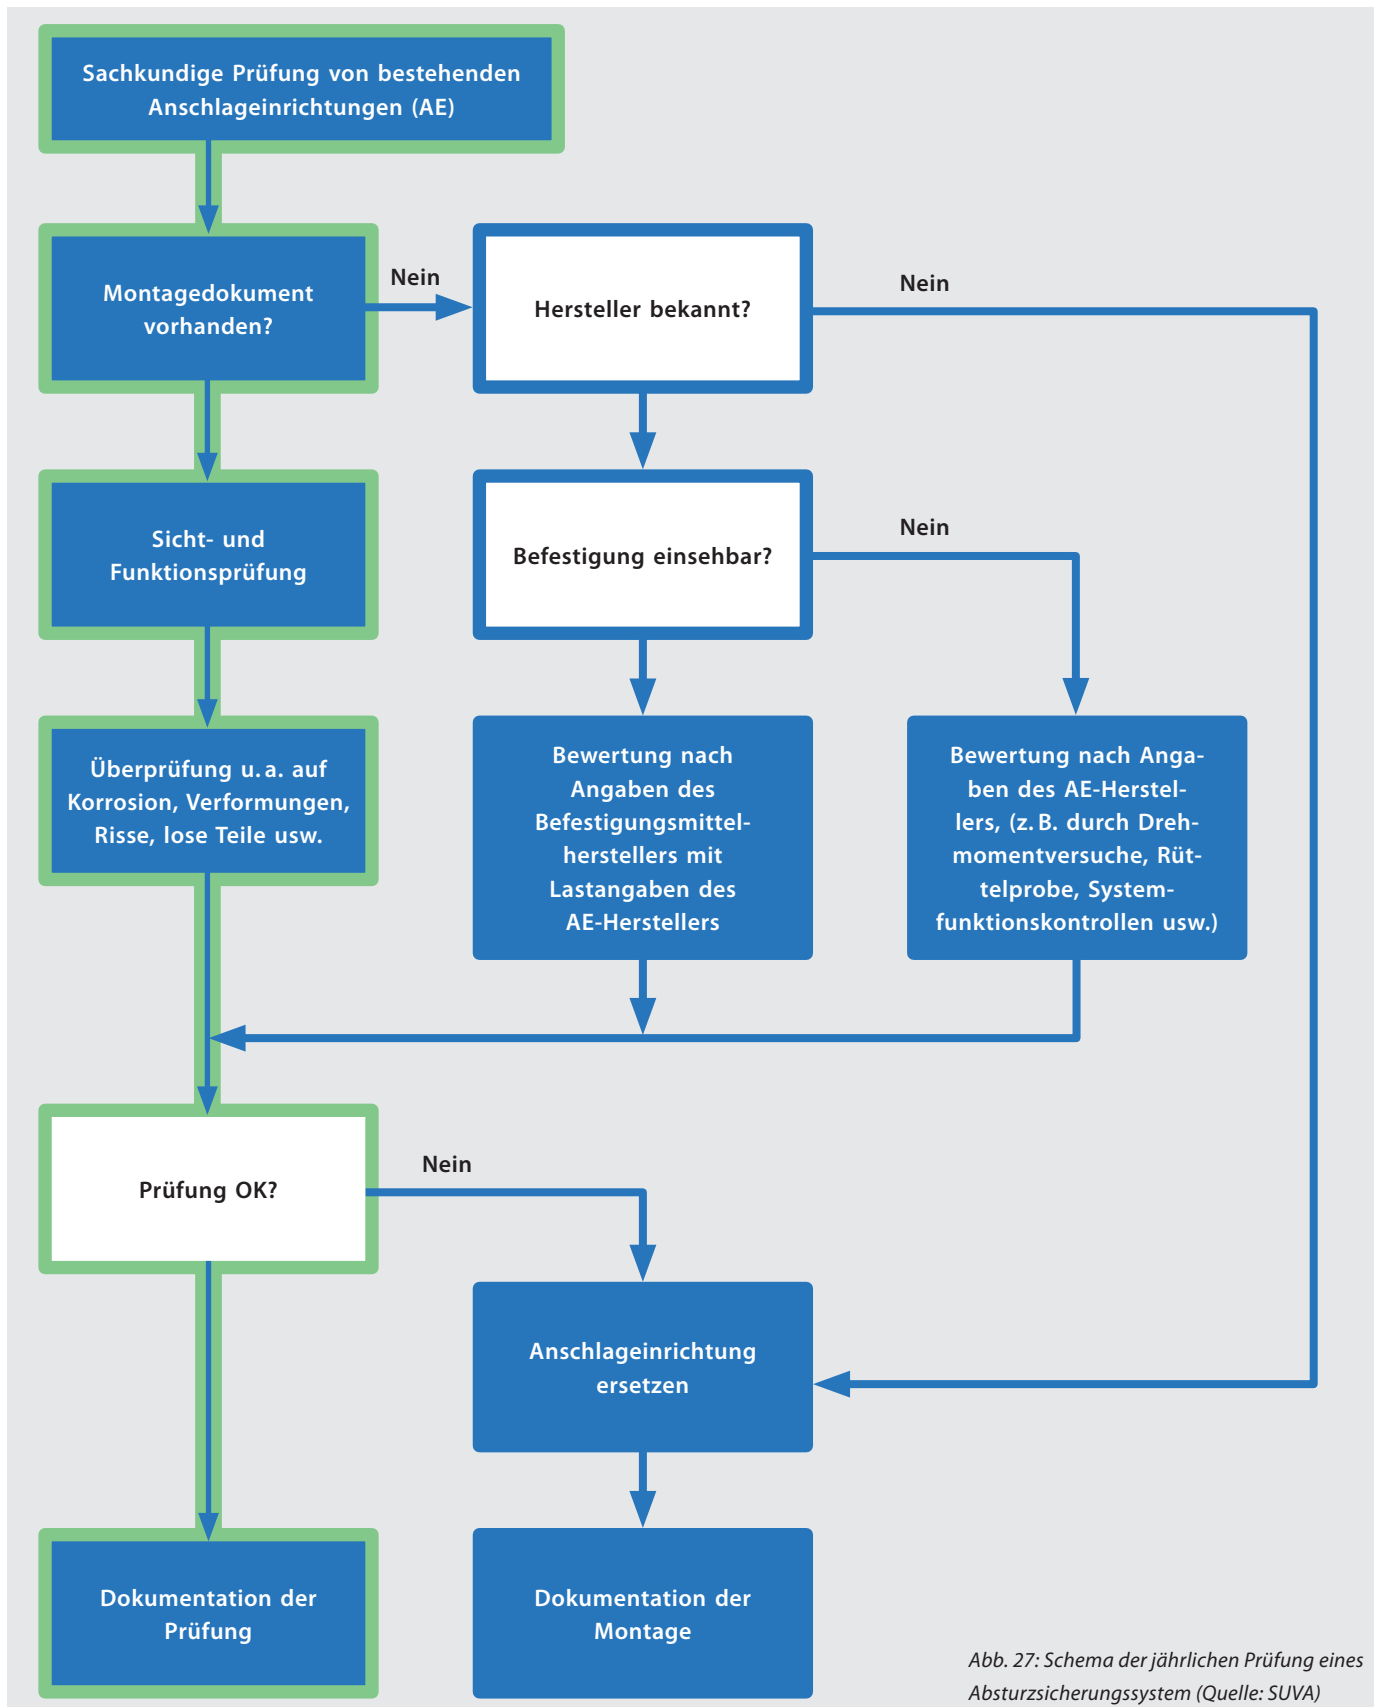 Sachkundige Prüfung von bestehenden
Anschlageinrichtungen (AE)
Montagedokument
vorhanden?
Nein
Hersteller bekannt?
Nein
Sicht- und
Funktionsprüfung
Befestigung einsehbar?
Nein
Überprüfung u. a. auf
Korrosion, Verformungen,
Risse, lose Teile usw.
Bewertung nach
Angaben des
Befestigungsmittel-
herstellers mit
Lastangaben des
AE-Herstellers
Bewertung nach Anga-
ben des AE-Herstel-
lers, (z. B. durch Dreh-
momentversuche, Rüt-
telprobe, System-
funktionskontrollen usw.)
Prüfung OK?
Nein
Anschlageinrichtung
ersetzen
Dokumentation der
Prüfung
Dokumentation der
Montage
Abb. 27: Schema der jährlichen Prüfung eines
Absturzsicherungssystem (Quelle: SUVA)